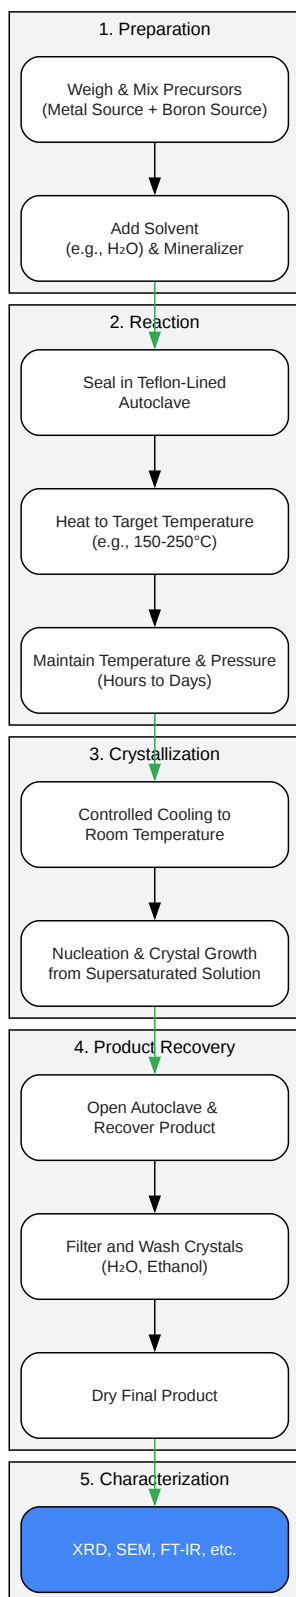 1. Preparation
Weigh & Mix Precursors
(Metal Source + Boron Source)
Add Solvent
(e.g., H₂O) & Mineralizer
2. Reaction
Seal in Teflon-Lined
Autoclave
Heat to Target Temperature
(e.g., 150-250°C)
Maintain Temperature & Pressure
(Hours to Days)
3. Crystallization
Controlled Cooling to
Room Temperature
Nucleation & Crystal Growth
from Supersaturated Solution
4. Product Recovery
Open Autoclave &
Recover Product
Filter and Wash Crystals
(H₂O, Ethanol)
Dry Final Product
5. Characterization
XRD, SEM, FT-IR, etc.